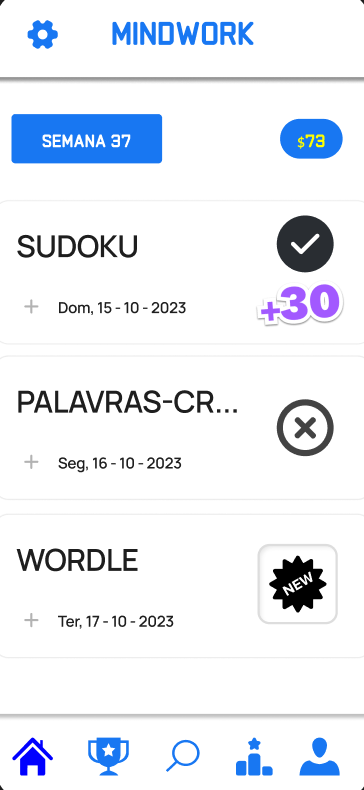 MINDWORK
SEMANA 37
$73
SUDOKU
Dom, 15 - 10 - 2023
+30
PALAVRAS-CR...
Seg, 16 - 10 - 2023
WORDLE
NEW
Ter, 17 - 10 - 2023